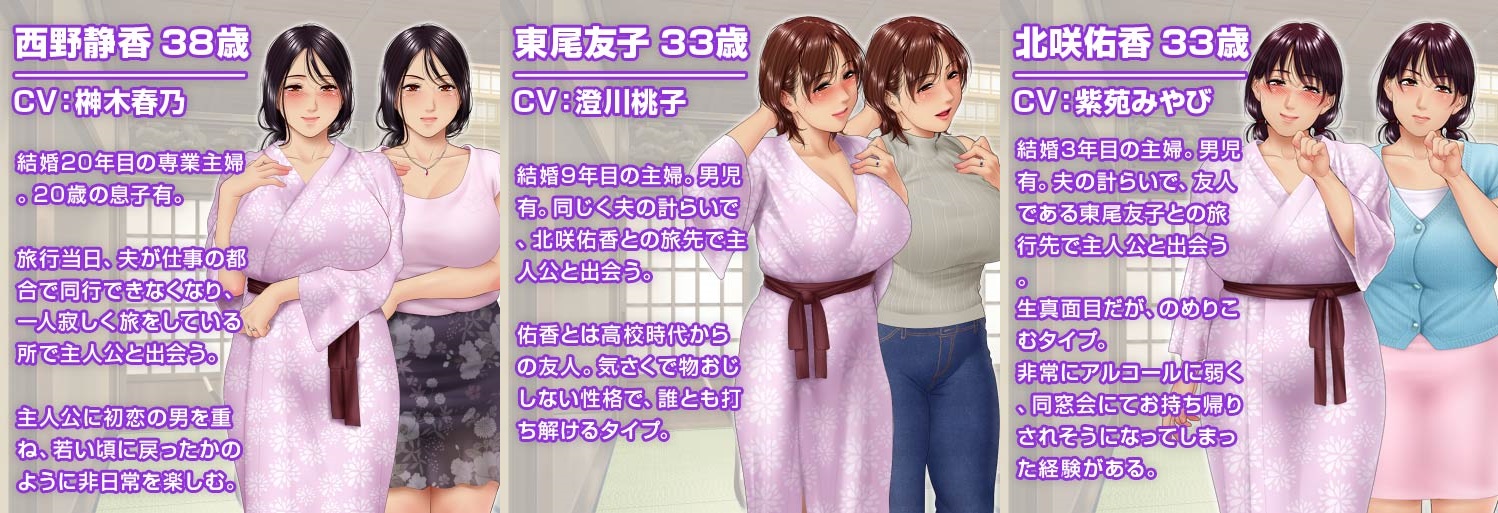 西野静香 38歳
CV：榊木春乃
結婚20年目の専業主婦
。20歳の息子有。
旅行当日、夫が仕事の都
合で同行できなくなり、
一人寂しく旅をしている
所で主人公と出会う。
主人公に初恋の男を重
ね、若い頃に戻ったかの
ように非日常を楽しむ。
東尾友子 33歳
CV：澄川桃子
結婚9年目の主婦。男児
有。同じく夫の計らいで
、北咲佑香との旅先で主
人公と出会う。
佑香とは高校時代から
の友人。気さくで物おじ
しない性格で、誰とも打
ち解けるタイプ。
北咲佑香 33歳
CV：紫苑みやび
結婚3年目の主婦。男児
有。夫の計らいで、友人
である東尾友子との旅
行先で主人公と出会う
。
生真面目だが、のめりこ
むタイプ。
非常にアルコールに弱く
、同窓会にてお持ち帰り
されそうになってしまっ
た経験がある。